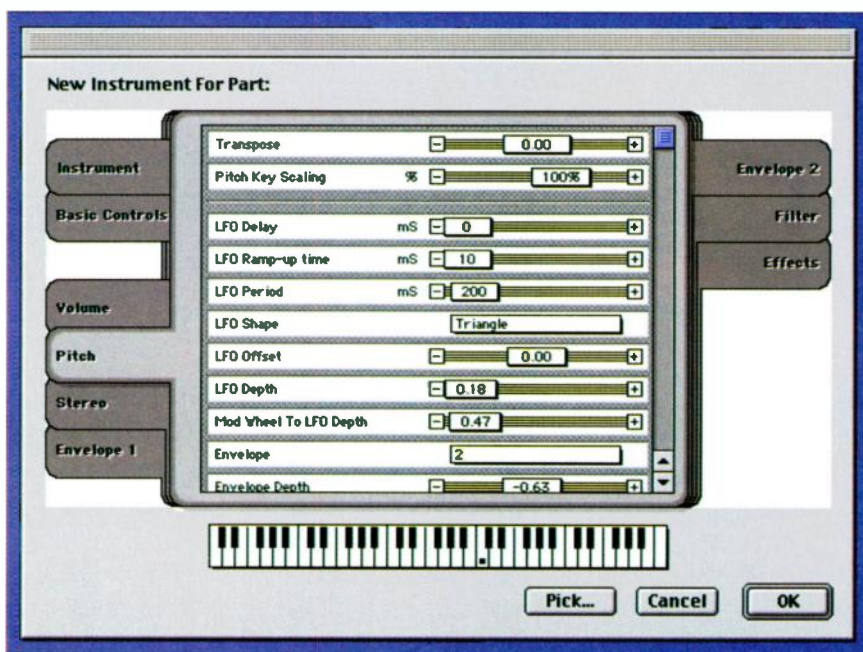 New Instrument For Part:
Instrument
Basic Controls
Volume
Pitch
Stereo
Envelope 1
Transpose 0.00
Pitch Key Scaling % 100%
LFO Delay mS 0
LFO Ramp-up time mS 10
LFO Period mS 200
LFO Shape Triangle
LFO Offset 0.00
LFO Depth 0.18
Mod Wheel To LFO Depth 0.47
Envelope 2
Envelope Depth -0.63
Envelope 2
Filter
Effects
Pick...
Cancel
OK